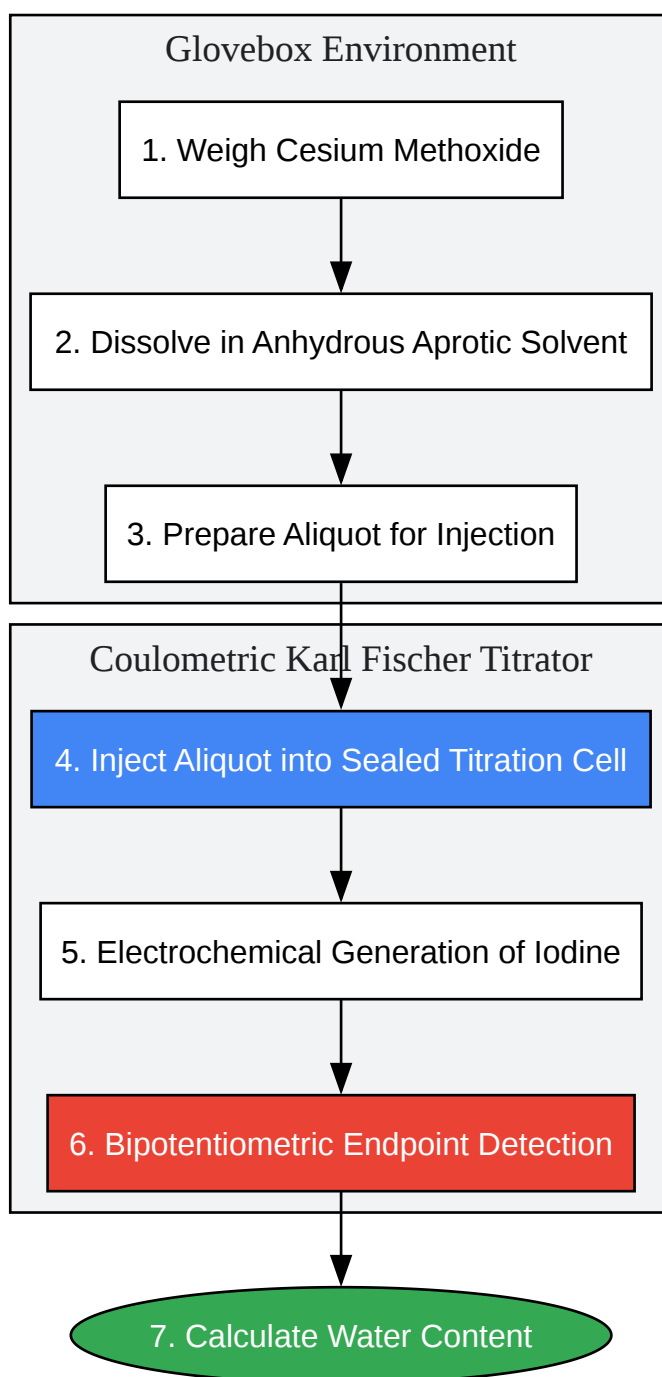 Glovebox Environment
1. Weigh Cesium Methoxide
2. Dissolve in Anhydrous Aprotic Solvent
3. Prepare Aliquot for Injection
Coulometric Karl Fischer Titrator
4. Inject Aliquot into Sealed Titration Cell
5. Electrochemical Generation of Iodine
6. Bipotentiometric Endpoint Detection
7. Calculate Water Content